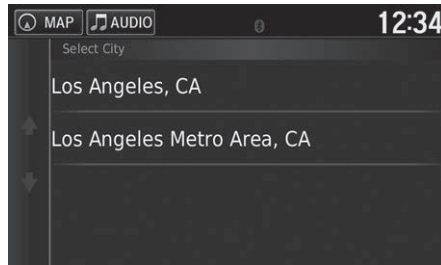 MAP AUDIO 12:34
Select City
Los Angeles, CA
Los Angeles Metro Area, CA